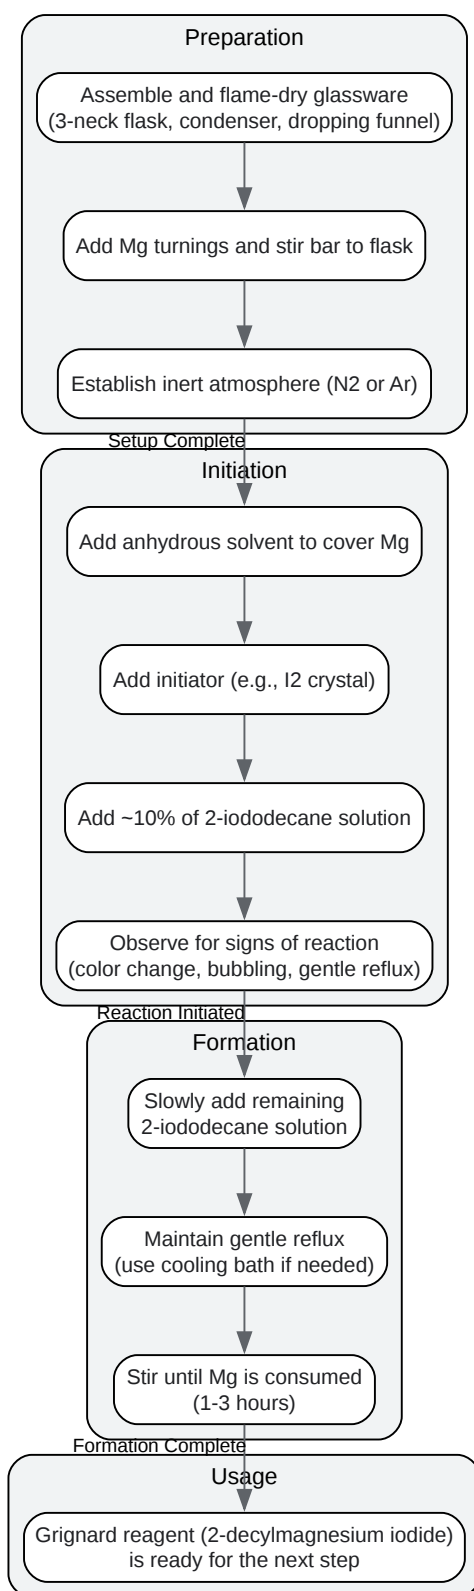 Preparation
Assemble and flame-dry glassware
(3-neck flask, condenser, dropping funnel)
Add Mg turnings and stir bar to flask
Establish inert atmosphere (N2 or Ar)
Setup Complete
Initiation
Add anhydrous solvent to cover Mg
Add initiator (e.g., I2 crystal)
Add ~10% of 2-iododecane solution
Observe for signs of reaction
(color change, bubbling, gentle reflux)
Reaction Initiated
Formation
Slowly add remaining
2-iododecane solution
Maintain gentle reflux
(use cooling bath if needed)
Stir until Mg is consumed
(1-3 hours)
Formation Complete
Usage
Grignard reagent (2-decylmagnesium iodide)
is ready for the next step